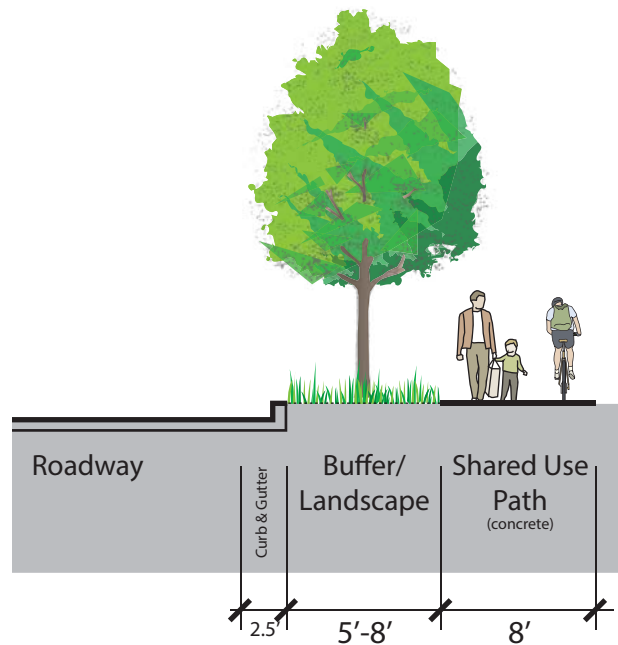 Roadway
Curb & Gutter
Buffer/
Landscape
Shared Use
Path
(concrete)
2.5’
5’-8’
8’